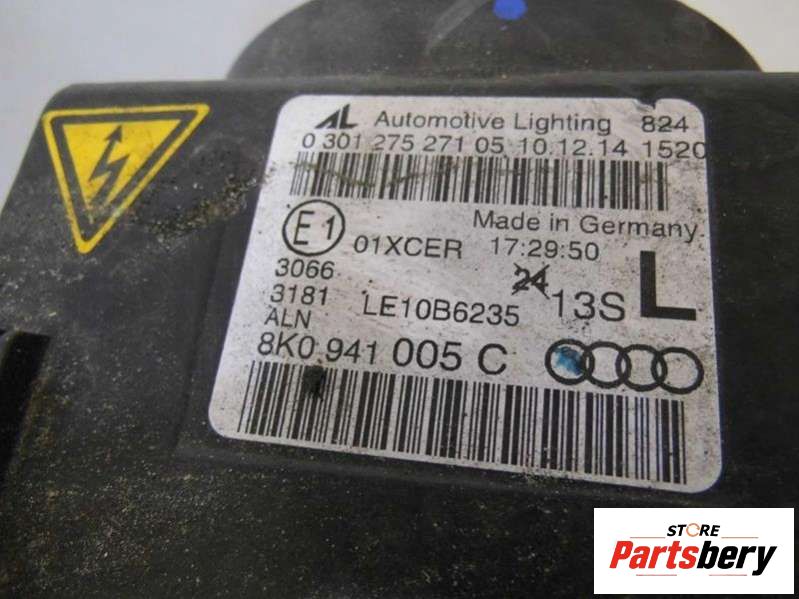 AL Automotive Lighting 824
0 301 275 271 05 10.12.14 1520
Made in Germany
E1 01XCER 17:29:50
3066
3181 LE10B6235 24 13S L
ALN
8K0 941 005 C
STORE
Partsbery